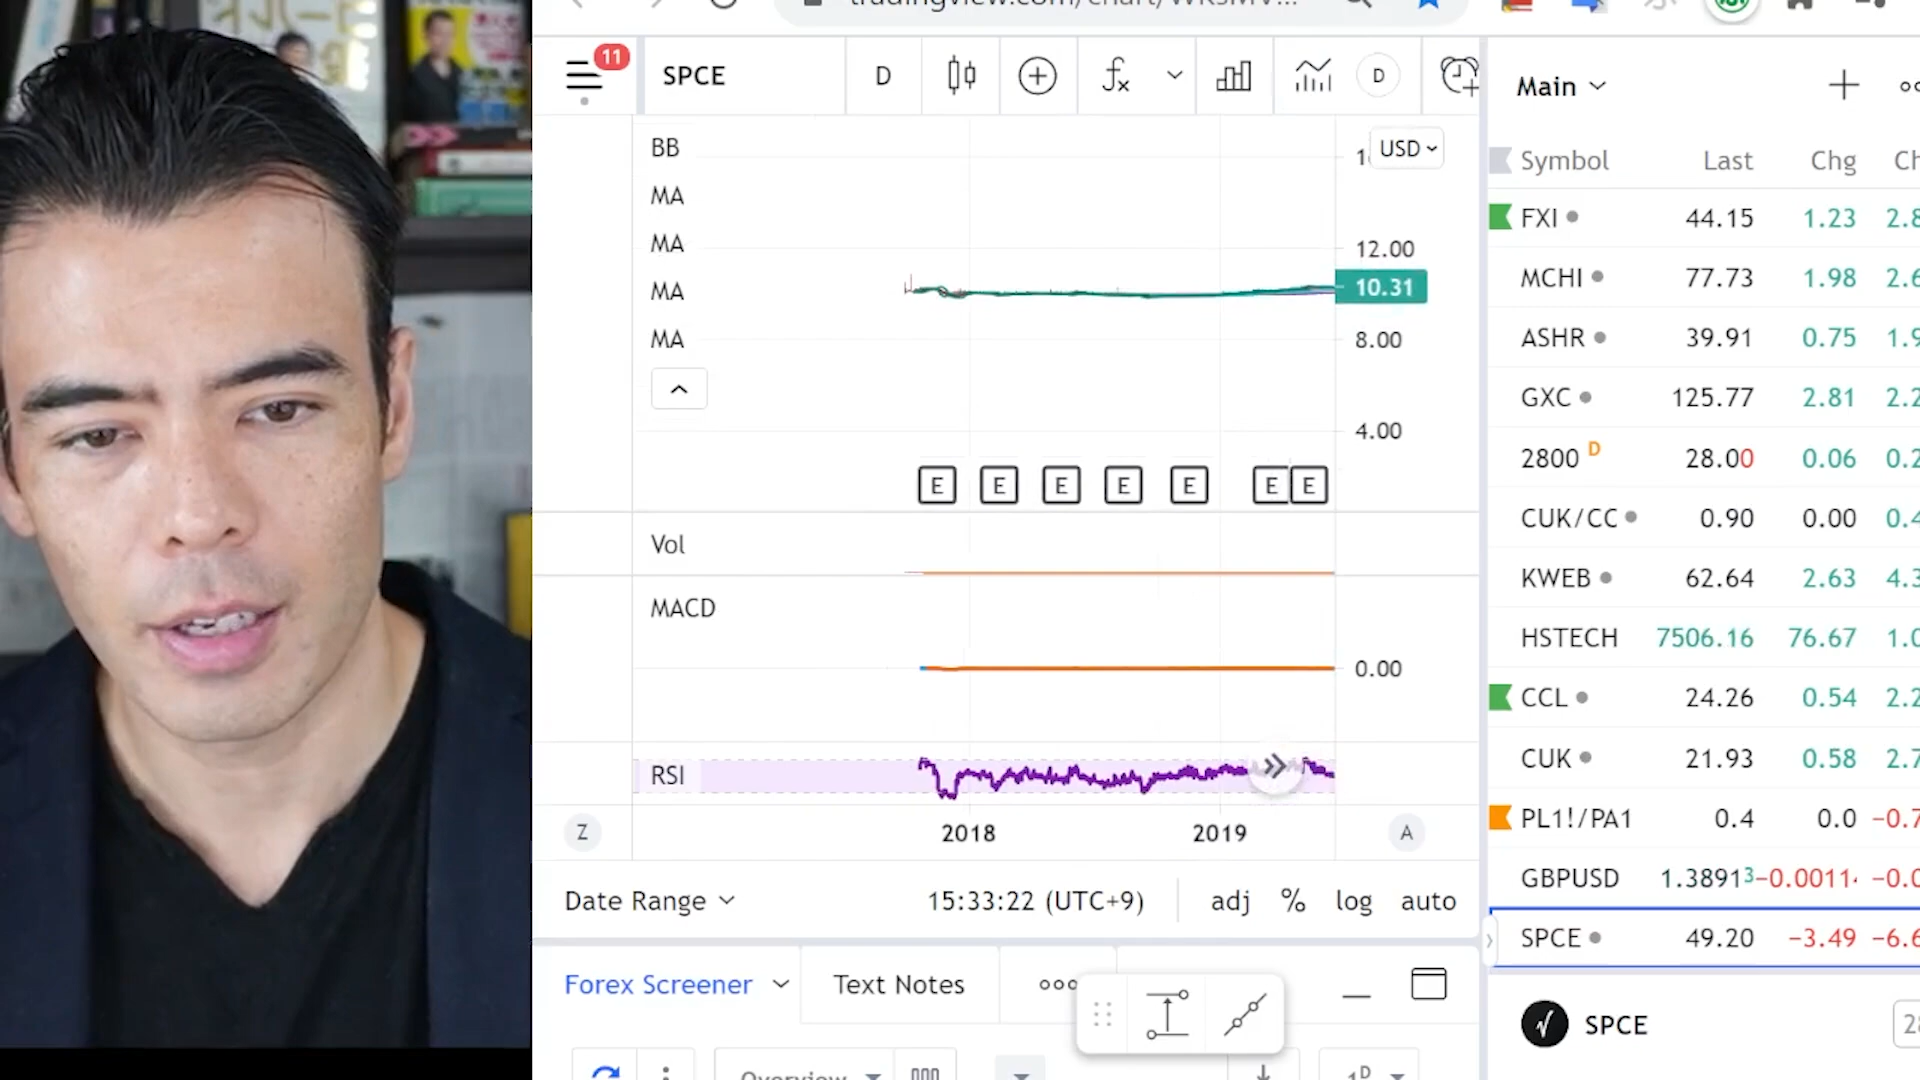 11
SPCE
D
D
BB
MA
MA
MA
MA
USD
12.00
10.31
8.00
4.00
E E E E E E E
Vol
MACD
0.00
RSI
2018
2019
Z
A
Date Range
15:33:22 (UTC+9)
adj % log auto
Forex Screener
Text Notes
Main
Symbol Last Chg
FXI 44.15 1.23
MCHI 77.73 1.98
ASHR 39.91 0.75
GXC 125.77 2.81
2800 D 28.00 0.06
CUK/CC 0.90 0.00
KWEB 62.64 2.63
HSTECH 7506.16 76.67
CCL 24.26 0.54
CUK 21.93 0.58
PL1!/PA1 0.4 0.0
GBPUSD 1.38913 -0.0011
SPCE 49.20 −3.49
SPCE